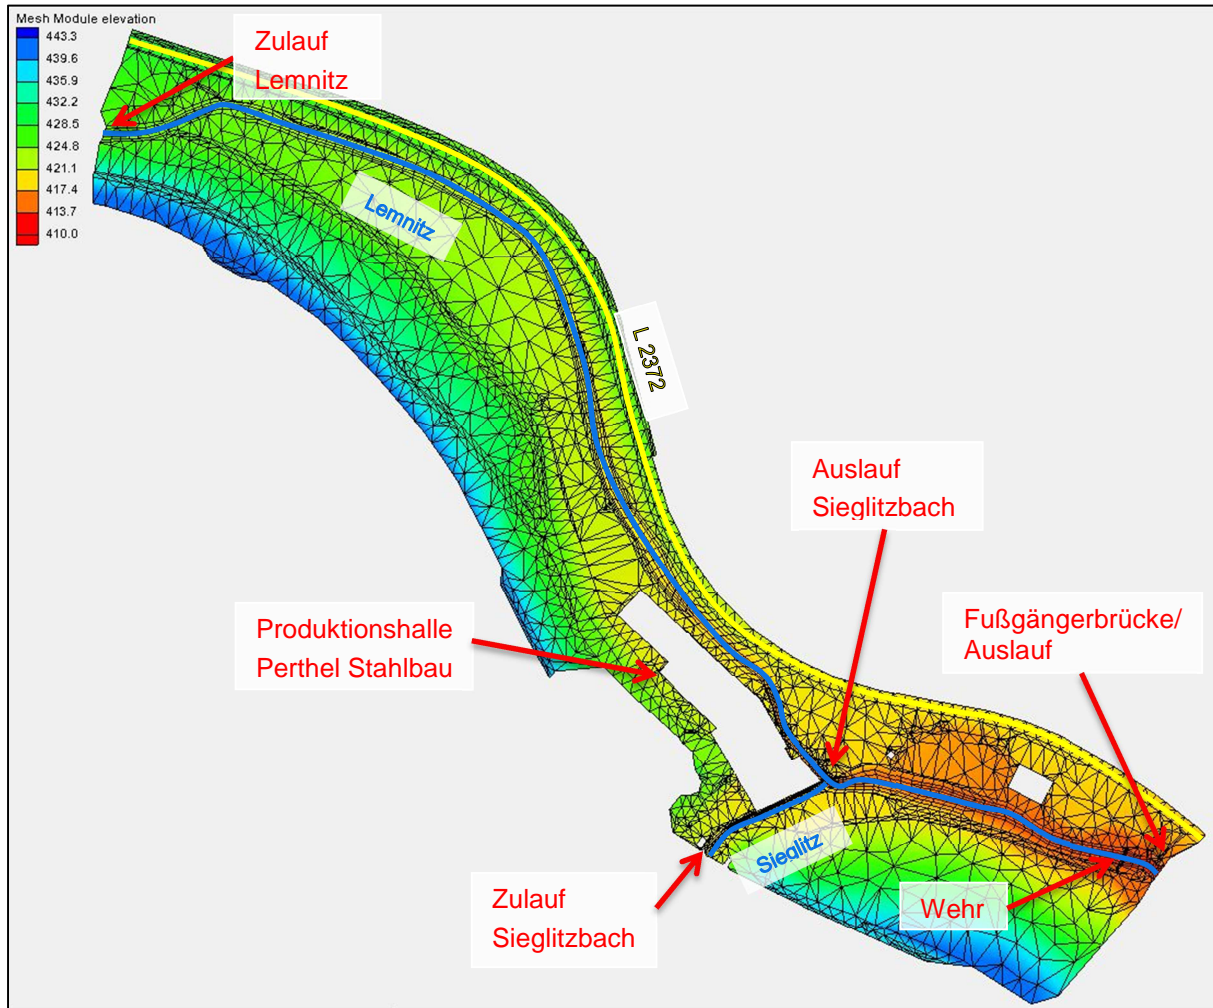 Mesh Module elevation
443.3
439.6
435.9
432.2
428.5
424.8
421.1
417.4
413.7
410.0
Zulauf
Lemnitz
Lemnitz
L 2372
Auslauf
Sieglitzbach
Produktionshalle
Perthel Stahlbau
Fußgängerbrücke/
Auslauf
Sieglitz
Zulauf
Sieglitzbach
Wehr